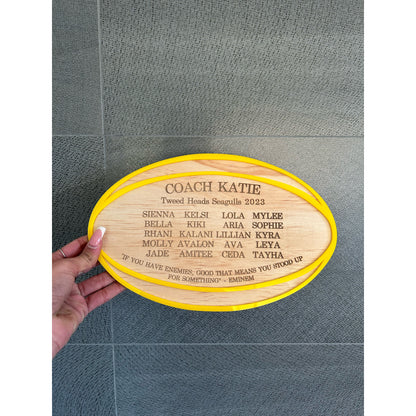 COACH KATIE
Tweed Heads Seagulls 2023
SIENNA KELSI LOLA MYLEE
BELLA KIKI ARIA SOPHIE
RHANI KALANI LILLIAN KYRA
MOLLY AVALON AVA LEYA
JADE AMITEE CEDA TAYHA
"IF YOU HAVE ENEMIES, GOOD THAT MEANS YOU STOOD UP
FOR SOMETHING" - EMINEM